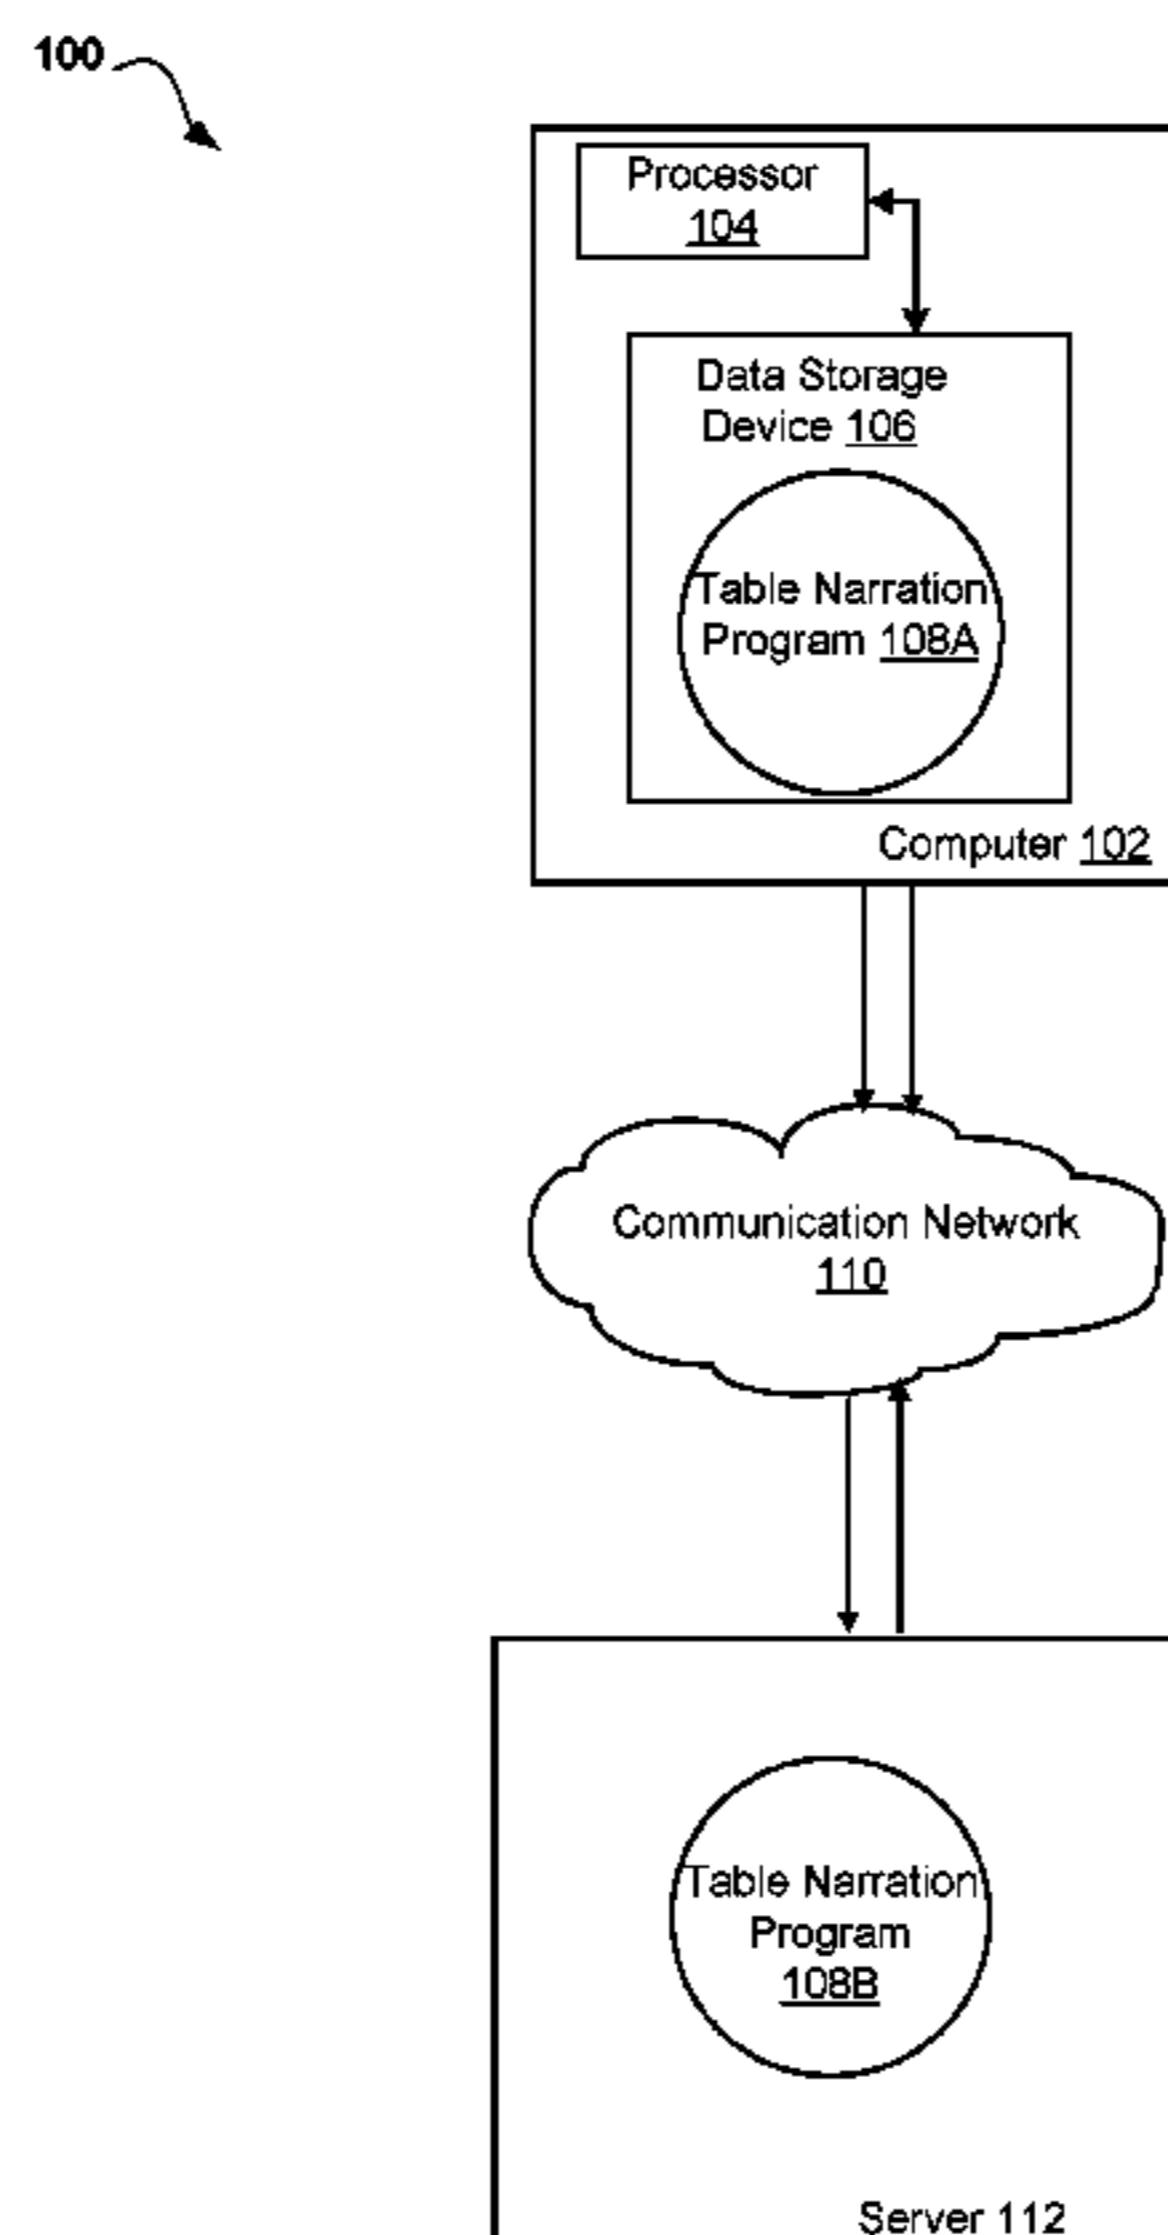 100
Processor
104
Data Storage
Device 106
Table Narration
Program 108A
Computer 102
Communication Network
110
Table Narration
Program
108B
Server 112